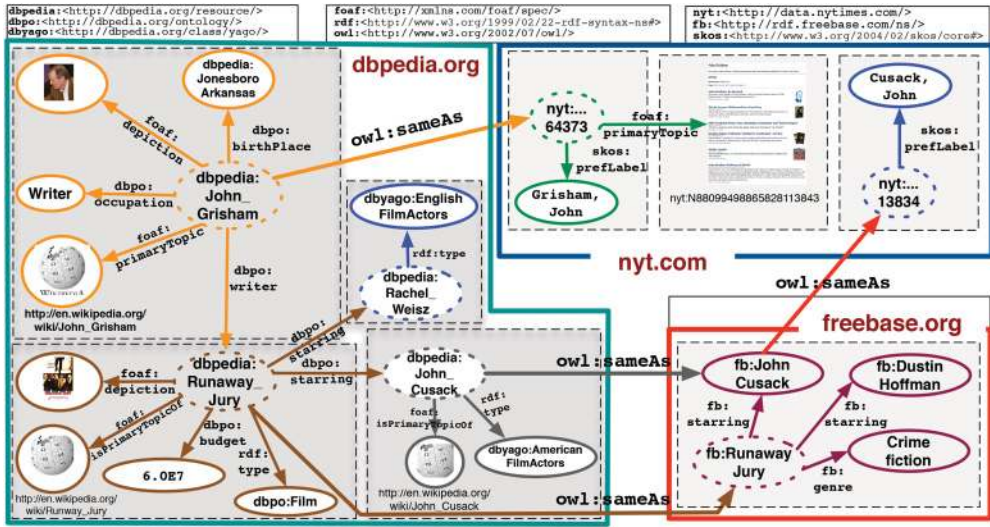 dbpedia:<http://dbpedia.org/resource/>
dbpo:<http://dbpedia.org/ontology/>
dbyago:<http://dbpedia.org/class/yago/>
foaf:<http://xmlns.com/foaf/spec/>
rdf:<http://www.w3.org/1999/02/22-rdf-syntax-ns#>
owl:<http://www.w3.org/2002/07/owl/>
nyt:<http://data.nytimes.com/>
fb:<http://rdf.freebase.com/ns/>
skos:<http://www.w3.org/2004/02/skos/core#>
dbpedia.org
dbpedia:
Jonesboro
Arkansas
foaf:
depiction
dbpo:
birthPlace
Writer
dbpo:
occupation
dbpedia:
John_
Grisham
foaf:
primaryTopic
http://en.wikipedia.org/
wiki/John_Grisham
dbpo:
writer
owl:sameAs
dbyago:English
FilmActors
rdf:type
dbpedia:
Rachel_
Weisz
nyt:...
64373
foaf:
primaryTopic
skos:
prefLabel
Grisham,
John
nyt:N88099498865828113843
Cusack,
John
skos:
prefLabel
nyt:...
13834
nyt.com
owl:sameAs
foaf:
depiction
dbpedia:
Runaway_
Jury
dbpo:
starring
dbpo:
starring
foaf:
isPrimaryTopicOf
dbpo:
budget
rdf:
type
6.0E7
dbpo:Film
http://en.wikipedia.org/
wiki/Runway_Jury
dbpedia:
John_
Cusack
foaf:
isPrimaryTopicOf
rdf:
type
dbyago:American
FilmActors
http://en.wikipedia.org/
wiki/John_Cusack
owl:sameAs
owl:sameAs
freebase.org
fb:John
Cusack
fb:Dustin
Hoffman
fb:
starring
fb:
starring
fb:Runaway
Jury
fb:
genre
Crime
fiction